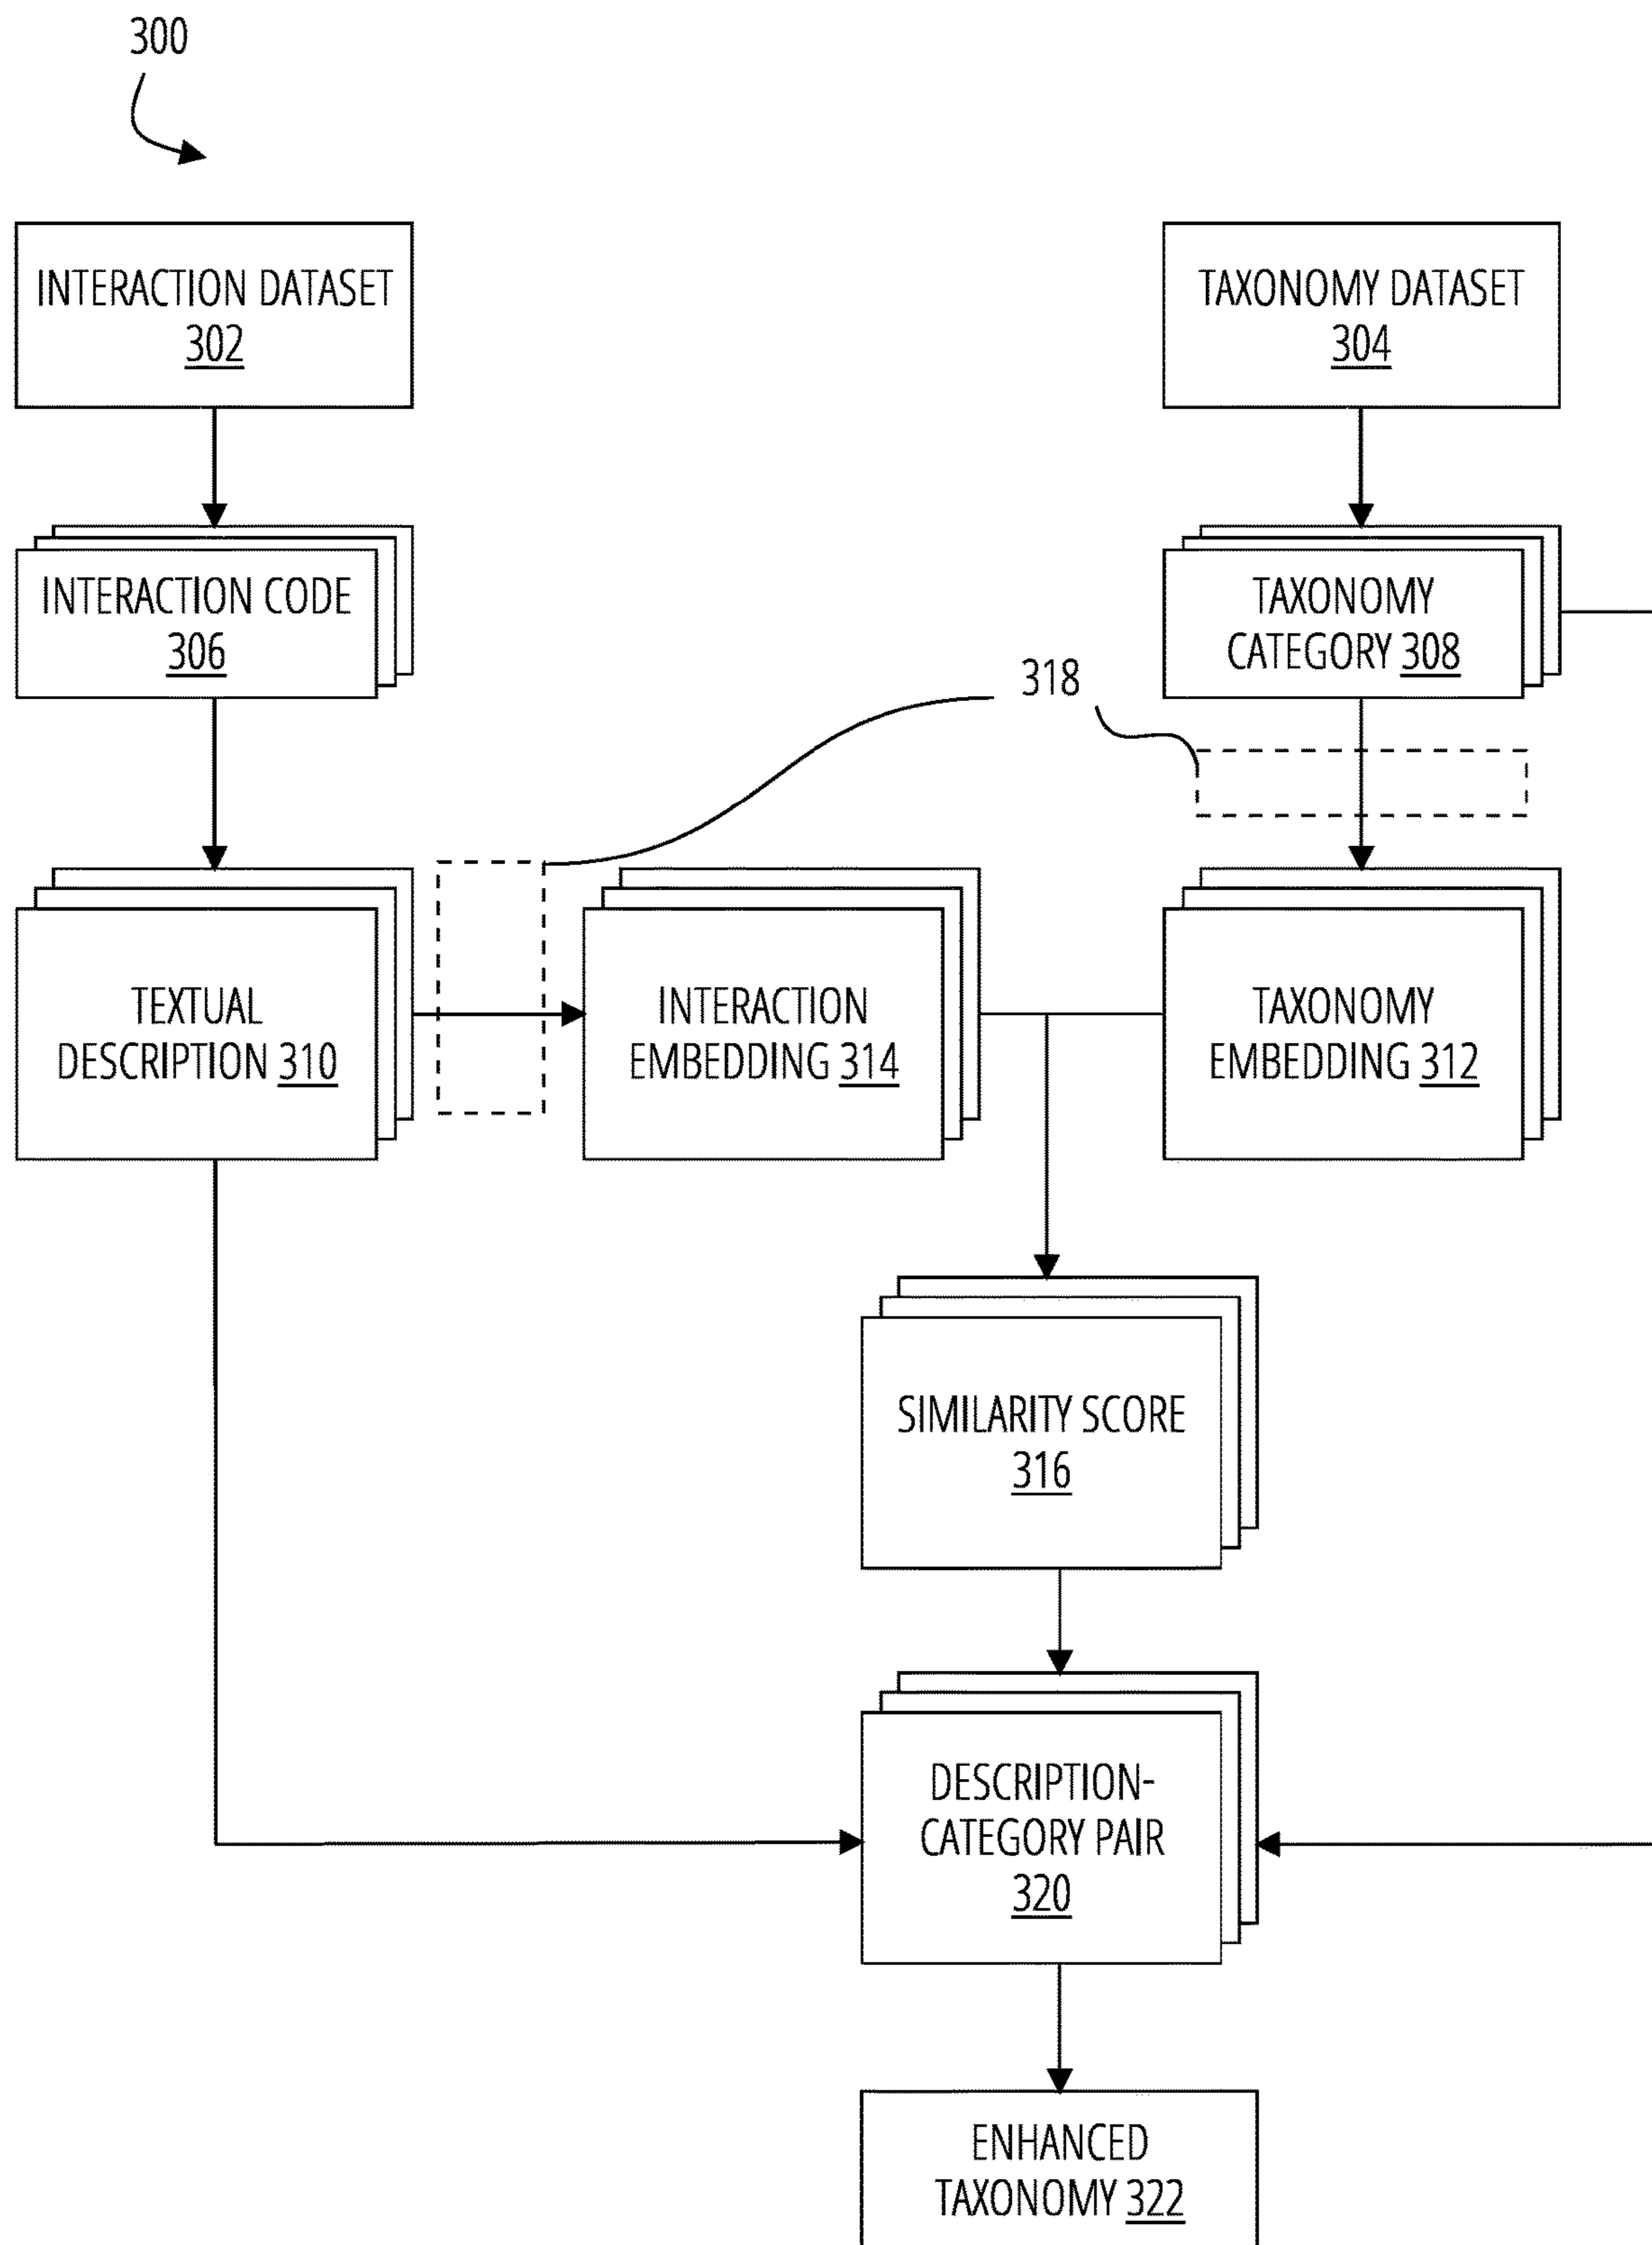 300
INTERACTION DATASET
302
TAXONOMY DATASET
304
INTERACTION CODE
306
TAXONOMY
CATEGORY 308
318
TEXTUAL
DESCRIPTION 310
INTERACTION
EMBEDDING 314
TAXONOMY
EMBEDDING 312
SIMILARITY SCORE
316
DESCRIPTION-
CATEGORY PAIR
320
ENHANCED
TAXONOMY 322